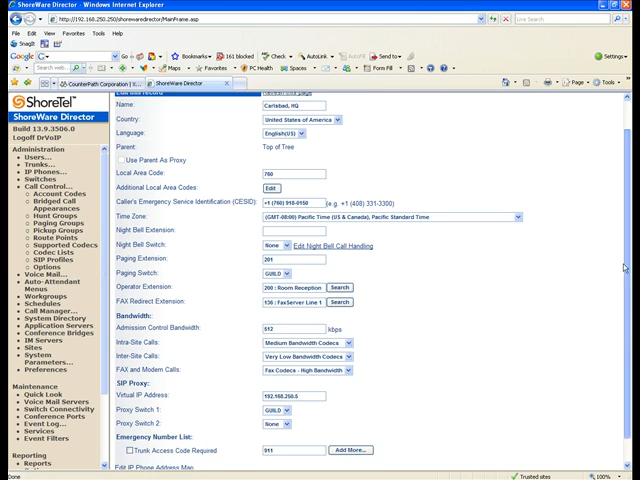 ShoreWare Director - Windows Internet Explorer
http://192.168.250.250/shorewaredirector/MainFrame.asp
Live Search
File Edit View Favorites Tools Help
SnagIt
Google Go Bookmarks 161 blocked Check AutoLink AutoFill Send to Settings
Search web... Maps Favorites PC Health Spaces Form Fill
CounterPath Corporation | X... ShoreWare Director Page Tools
ShoreTel
ShoreWare Director
Build 13.9.3506.0
Logoff DrVoIP
Administration
Users...
Trunks...
IP Phones...
Switches
Call Control...
Account Codes
Bridged Call Appearances
Hunt Groups
Paging Groups
Pickup Groups
Route Points
Supported Codecs
Codec Lists
SIP Profiles
Options
Voice Mail...
Auto-Attendant Menus
Workgroups
Schedules
Call Manager...
System Directory
Application Servers
Conference Bridges
IM Servers
Sites
System Parameters...
Preferences
Maintenance
Quick Look
Voice Mail Servers
Switch Connectivity
Conference Ports
Event Log...
Services
Event Filters
Reporting
Reports
Edit Site Record
Name: Carlsbad, HQ
Country: United States of America
Language: English(US)
Parent: Top of Tree
Use Parent As Proxy
Local Area Code: 760
Additional Local Area Codes: Edit
Caller's Emergency Service Identification (CESID): +1 (760) 918-0150 (e.g. +1 (408) 331-3300)
Time Zone: (GMT-08:00) Pacific Time (US & Canada), Pacific Standard Time
Night Bell Extension:
Night Bell Switch: None Edit Night Bell Call Handling
Paging Extension: 201
Paging Switch: GUILD
Operator Extension: 200 : Room Reception Search
FAX Redirect Extension: 136 : FaxServer Line 1 Search
Bandwidth:
Admission Control Bandwidth: 512 kbps
Intra-Site Calls: Medium Bandwidth Codecs
Inter-Site Calls: Very Low Bandwidth Codecs
FAX and Modem Calls: Fax Codecs - High Bandwidth
SIP Proxy:
Virtual IP Address: 192.168.250.5
Proxy Switch 1: GUILD
Proxy Switch 2: None
Emergency Number List:
Trunk Access Code Required 911 Add More...
Edit IP Phone Address Map
Done Trusted sites 100%